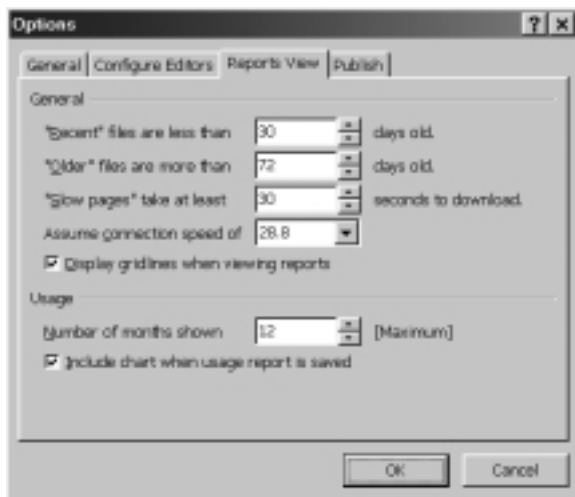 Options
General Configure Editors Reports View Publish
General
"Recent" files are less than 30 days old.
"Older" files are more than 72 days old.
"Slow pages" take at least 30 seconds to download.
Assume connection speed of 28.8
Display gridlines when viewing reports
Usage
Number of months shown 12 [Maximum]
Include chart when usage report is saved
OK Cancel